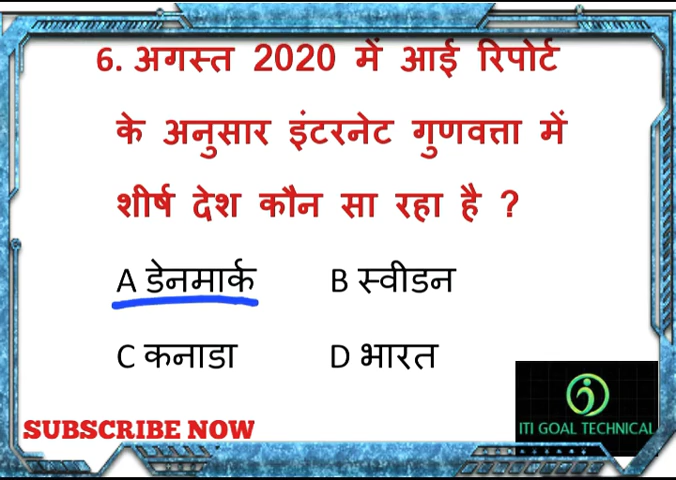 6. अगस्त 2020 में आई रिपोर्ट
के अनुसार इंटरनेट गुणवत्ता में
शीर्ष देश कौन सा रहा है ?
A डेनमार्क B स्वीडन
C कनाडा D भारत
ITI GOAL TECHNICAL
SUBSCRIBE NOW